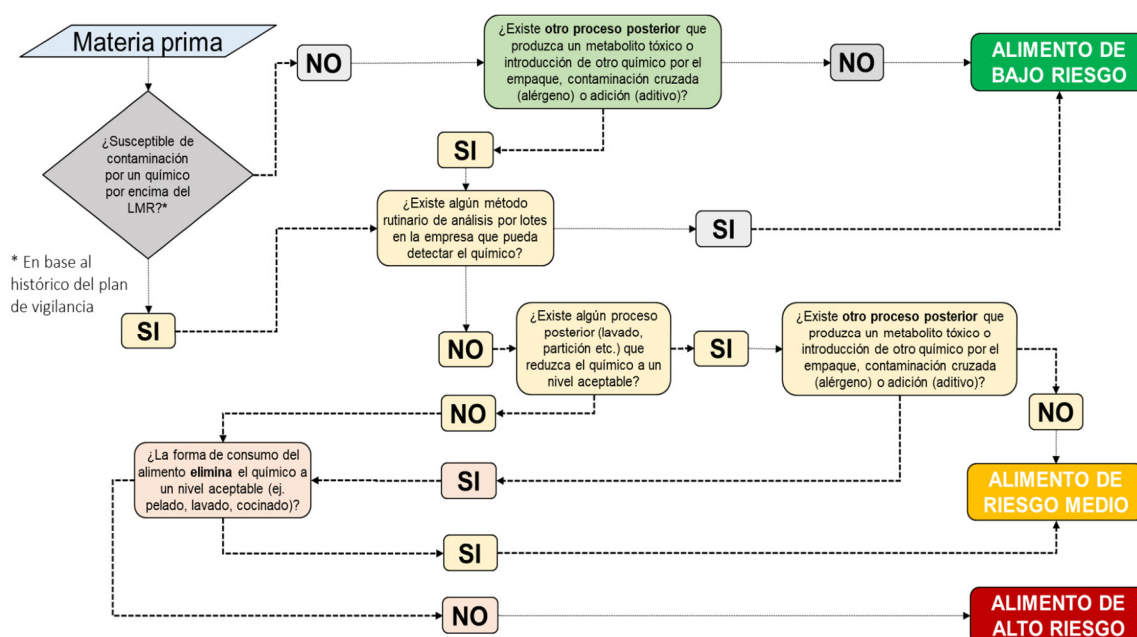 Materia prima
NO
¿Existe otro proceso posterior que
produzca un metabolito tóxico o
introducción de otro químico por el
empaque, contaminación cruzada
(alérgeno) o adición (aditivo)?
NO
ALIMENTO DE
BAJO RIESGO
¿Susceptible de
contaminación
por un químico
por encima del
LMR?*
SI
¿Existe algún método
rutinario de análisis por lotes
en la empresa que pueda
detectar el químico?
SI
* En base al
histórico del plan
de vigilancia
SI
NO
¿Existe algún proceso
posterior (lavado,
partición etc.) que
reduzca el químico a un
nivel aceptable?
SI
¿Existe otro proceso posterior que
produzca un metabolito tóxico o
introducción de otro químico por el
empaque, contaminación cruzada
(alérgeno) o adición (aditivo)?
NO
NO
¿La forma de consumo del
alimento elimina el químico a
un nivel aceptable (ej.
pelado, lavado, cocinado)?
SI
ALIMENTO DE
RIESGO MEDIO
SI
NO
ALIMENTO DE
ALTO RIESGO